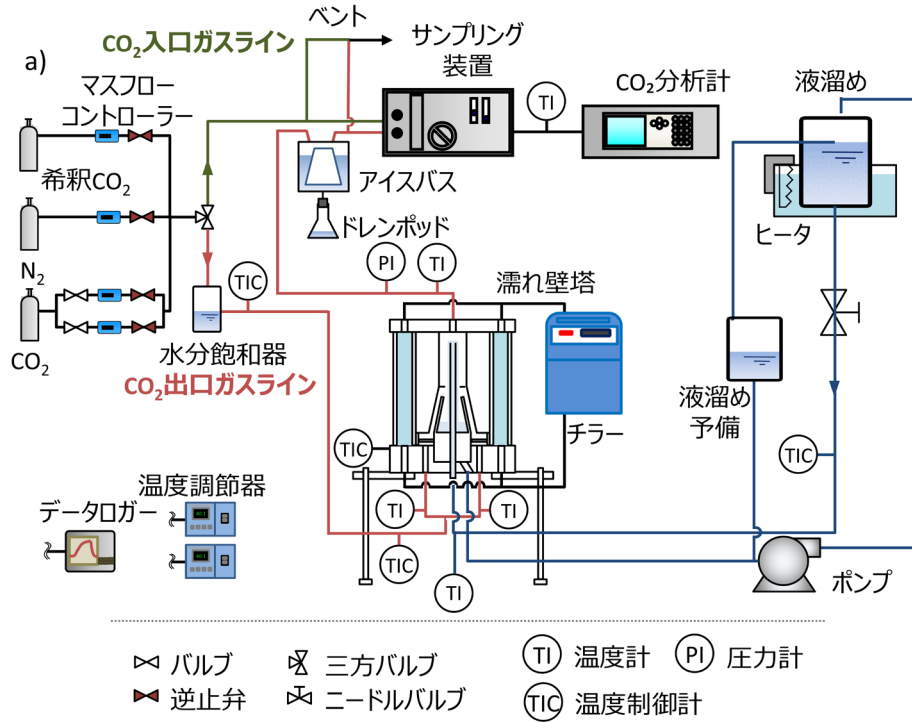 a)
ベント
CO₂入口ガスライン
マスフロー
コントローラー
サンプリング
装置
TI
CO₂分析計
液溜め
希釈CO₂
アイスバス
ドレンポッド
ヒータ
N₂
PI
TI
TIC
濡れ壁塔
CO₂
水分飽和器
CO₂出口ガスライン
チラー
液溜め
予備
TIC
TIC
データロガー
温度調節器
TI
TI
TIC
TI
ポンプ
バルブ
三方バルブ
TI 温度計
PI 圧力計
逆止弁
ニードルバルブ
TIC 温度制御計